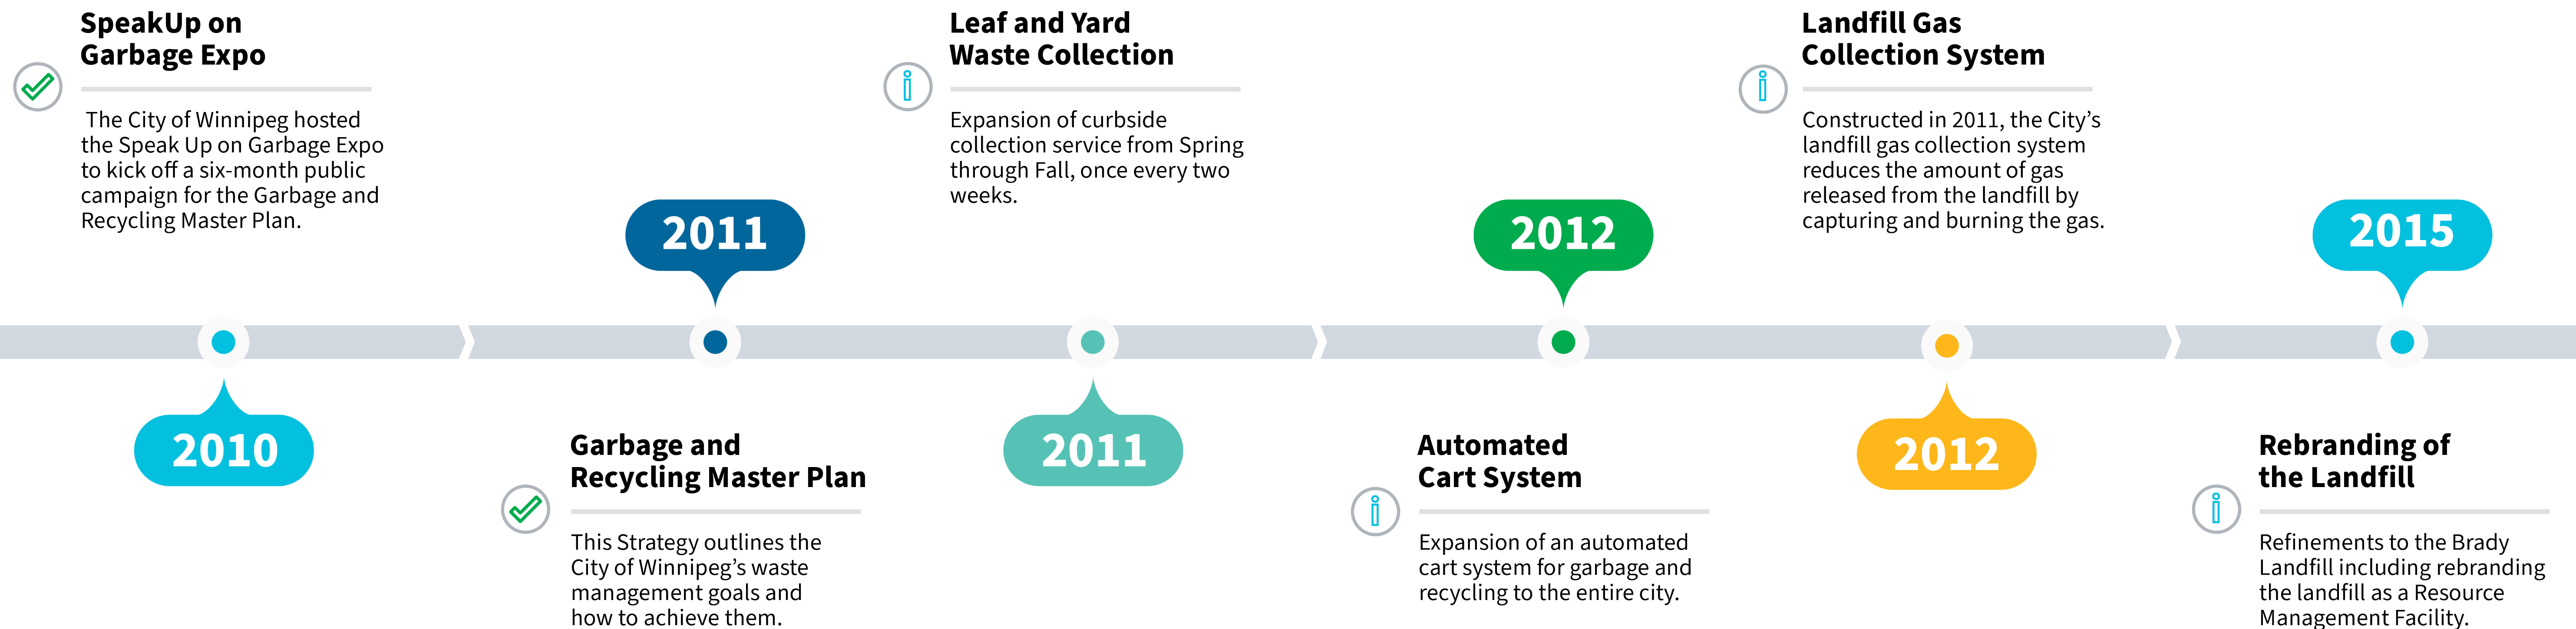 SpeakUp on
Garbage Expo
The City of Winnipeg hosted
the Speak Up on Garbage Expo
to kick off a six-month public
campaign for the Garbage and
Recycling Master Plan.
2010
2011
Garbage and
Recycling Master Plan
This Strategy outlines the
City of Winnipeg’s waste
management goals and
how to achieve them.
Leaf and Yard
Waste Collection
Expansion of curbside
collection service from Spring
through Fall, once every two
weeks.
2011
2012
Automated
Cart System
Expansion of an automated
cart system for garbage and
recycling to the entire city.
Landfill Gas
Collection System
Constructed in 2011, the City’s
landfill gas collection system
reduces the amount of gas
released from the landfill by
capturing and burning the gas.
2012
2015
Rebranding of
the Landfill
Refinements to the Brady
Landfill including rebranding
the landfill as a Resource
Management Facility.